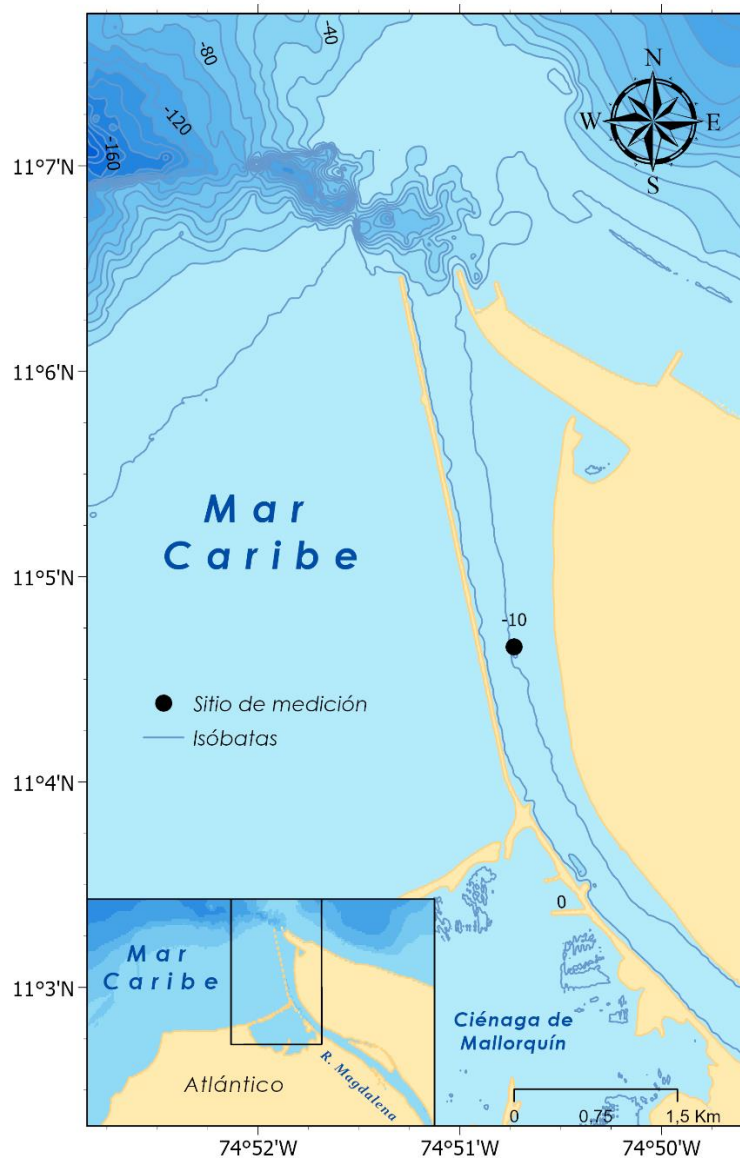 -40
-80
-120
-160
N
W
E
S
11°7'N
11°6'N
Mar
Caribe
11°5'N
-10
Sitio de medición
Isóbatas
11°4'N
0
Mar
Caribe
11°3'N
Ciénaga de
Mallorquín
R. Magdalena
Atlántico
0
0.75
1,5 Km
74°52'W
74°51'W
74°50'W